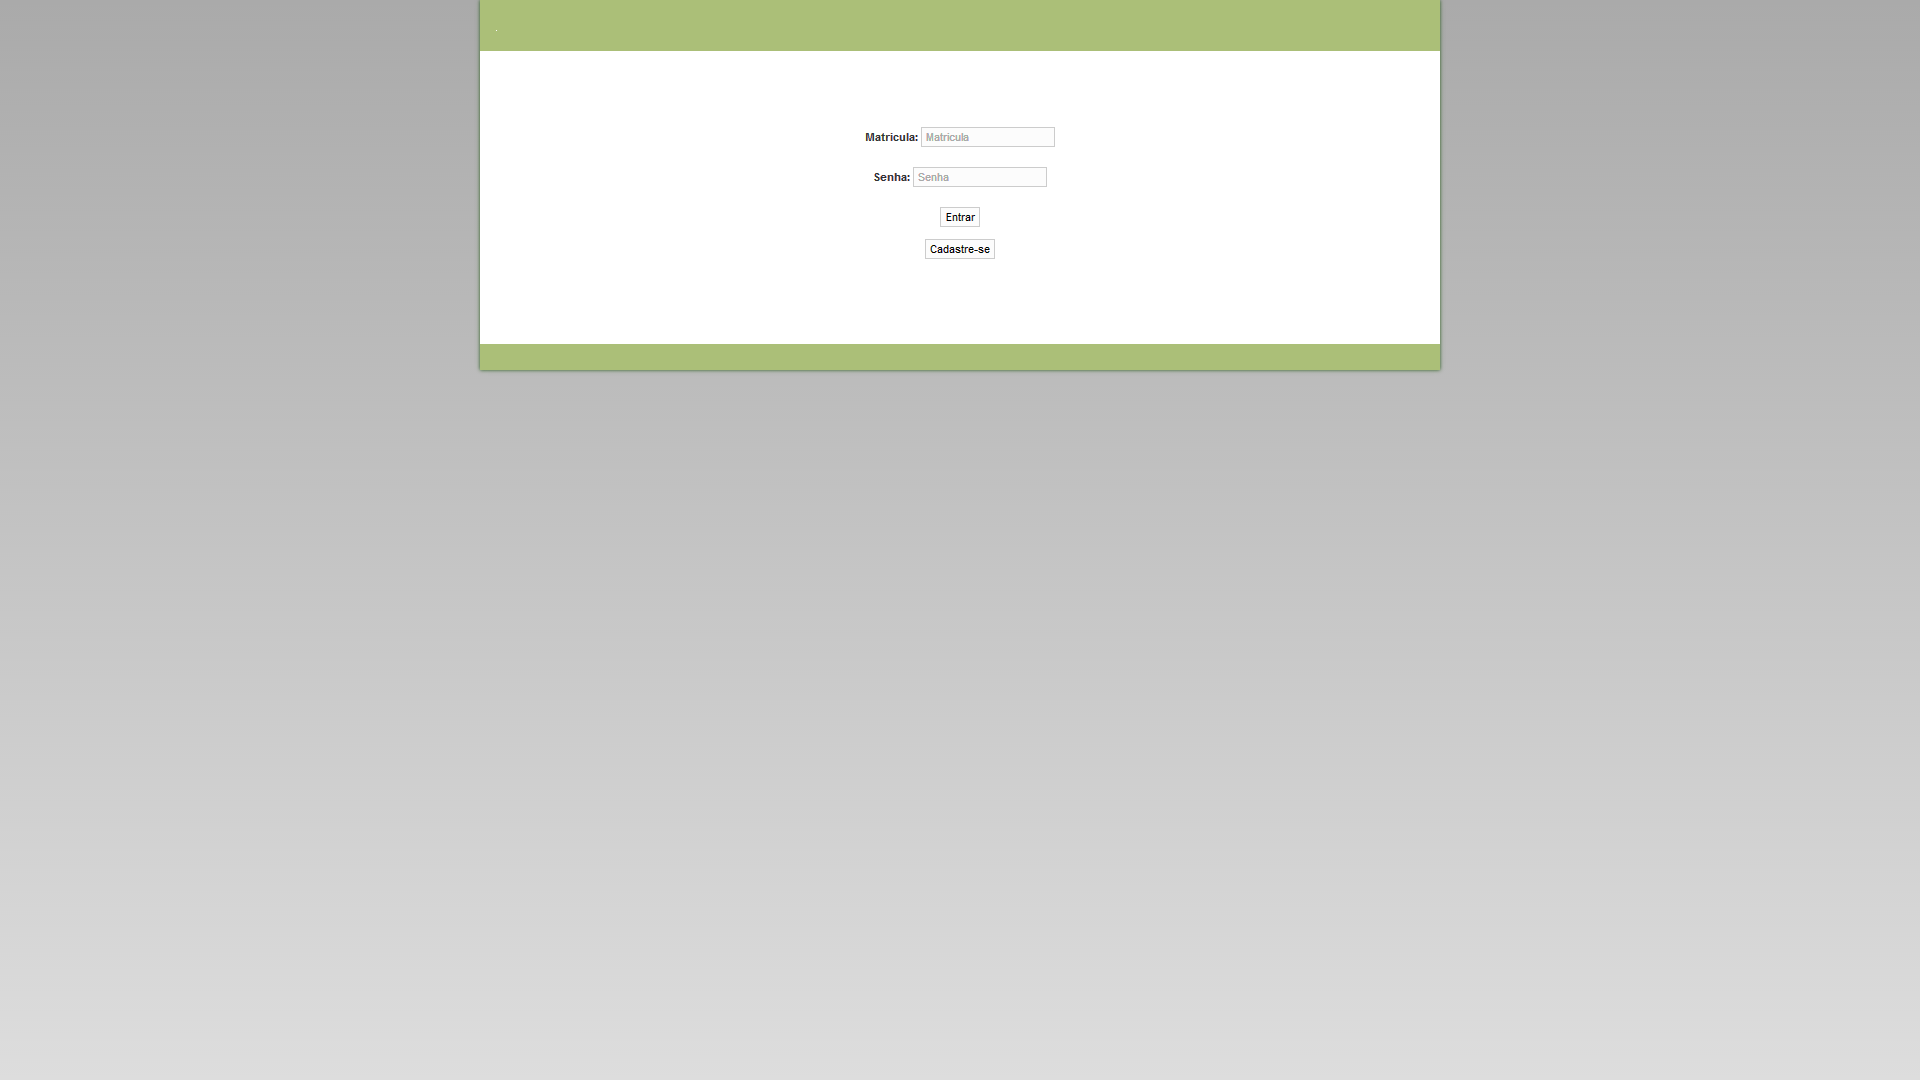 .
Matricula: Matricula
Senha: Senha
Entrar
Cadastre-se